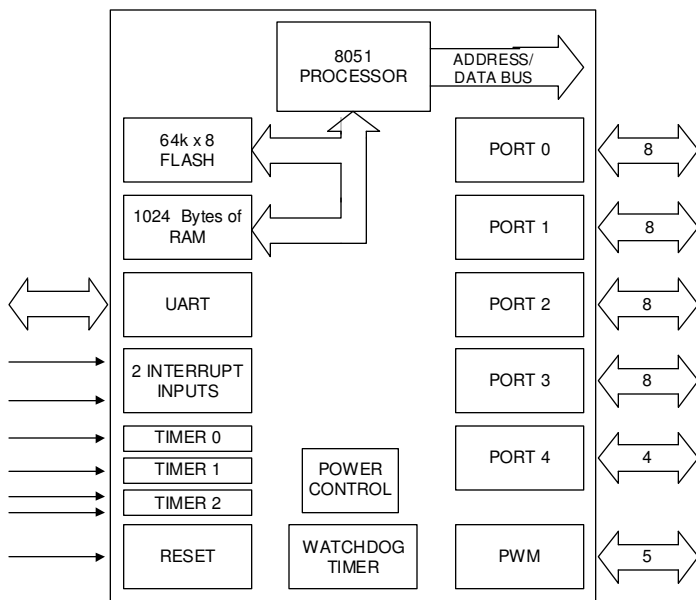 8051
PROCESSOR
ADDRESS/
DATA BUS
64k x 8
FLASH
PORT 0
8
1024 Bytes of
RAM
PORT 1
8
UART
PORT 2
8
2 INTERRUPT
INPUTS
PORT 3
8
TIMER 0
TIMER 1
TIMER 2
POWER
CONTROL
PORT 4
4
RESET
WATCHDOG
TIMER
PWM
5